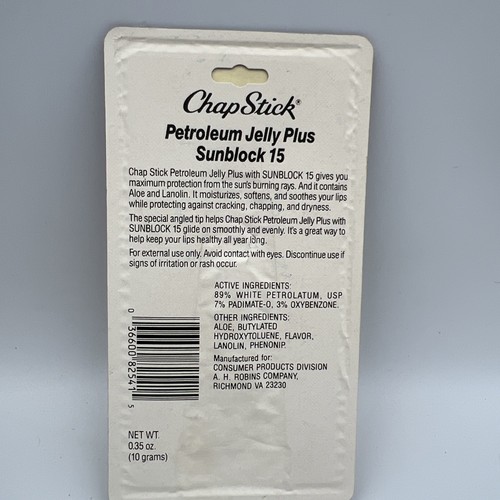 Chap Stick®
Petroleum Jelly Plus
Sunblock 15
Chap Stick Petroleum Jelly Plus with SUNBLOCK 15 gives you
maximum protection from the sun's burning rays. And it contains
Aloe and Lanolin. It moisturizes, softens, and soothes your lips
while protecting against cracking, chapping, and dryness.
The special angled tip helps Chap Stick Petroleum Jelly Plus with
SUNBLOCK 15 glide on smoothly and evenly. It's a great way to
help keep your lips healthy all year long.
For external use only. Avoid contact with eyes. Discontinue use if
signs of irritation or rash occur.
ACTIVE INGREDIENTS:
89% WHITE PETROLATUM, USP
7% PADIMATE-O, 3% OXYBENZONE.
OTHER INGREDIENTS:
ALOE, BUTYLATED
HYDROXYTOLUENE, FLAVOR,
LANOLIN, PHENONIP.
Manufactured for:
CONSUMER PRODUCTS DIVISION
A. H. ROBINS COMPANY,
RICHMOND VA 23230
0 36600 82541 5
NET WT.
0.35 oz.
(10 grams)